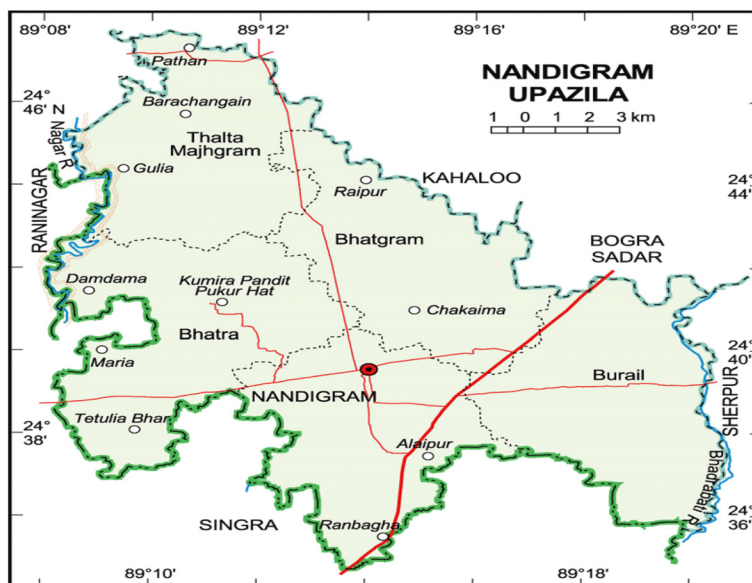 89°08'
89°12'
89°16'
89°20' E
NANDIGRAM
UPAZILA
1 0 1 2 3 km
Pathan
24°
46'
N
Nagar R
Barachangain
Thalta
Majhgram
Gulia
Raipur
KAHALOO
24°
44'
RANINAGAR
Bhatgram
BOGRA
SADAR
Damdama
Kumira Pandit
Pukur Hat
Chakaima
Bhatra
Maria
24°
40'
Burail
SHERPUR
NANDIGRAM
Tetulia Bhar
24°
38'
Alaipur
Bhadrabati R
SINGRA
Ranbagha
24°
36'
89°10'
89°18'